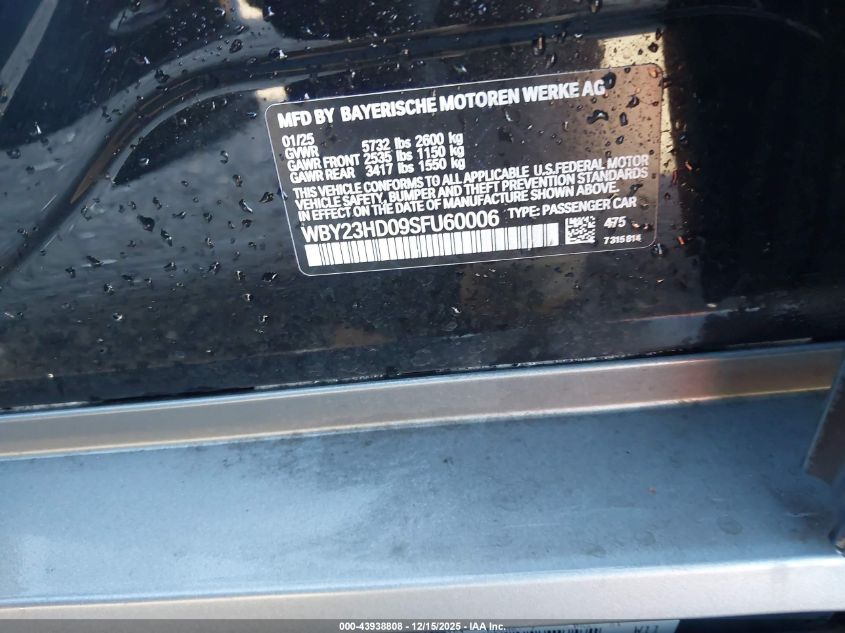 MFD BY BAYERISCHE MOTOREN WERKE AG
01/25
GVWR 5732 lbs 2600 kg
GAWR FRONT 2535 lbs 1150 kg
GAWR REAR 3417 lbs 1550 kg
THIS VEHICLE CONFORMS TO ALL APPLICABLE U.S.FEDERAL MOTOR
VEHICLE SAFETY, BUMPER AND THEFT PREVENTION STANDARDS
IN EFFECT ON DATE OF MANUFACTURE SHOWN ABOVE.
WBY23HD09SFU60006 TYPE: PASSENGER CAR
475
7315614
000-43938808 - 12/15/2025 - IAA Inc.